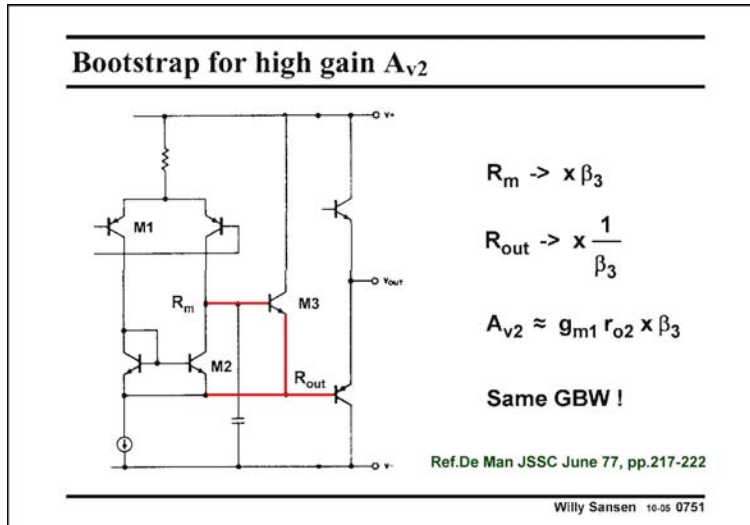 Bootstrap for high gain Av2
V+
M1
Rm
M3
VOUT
M2
Rout
V-
Rm -> x β3
Rout -> x 1/β3
Av2 ≈ gm1 ro2 x β3
Same GBW !
Ref.De Man JSSC June 77, pp.217-222
Willy Sansen 10-05 0751